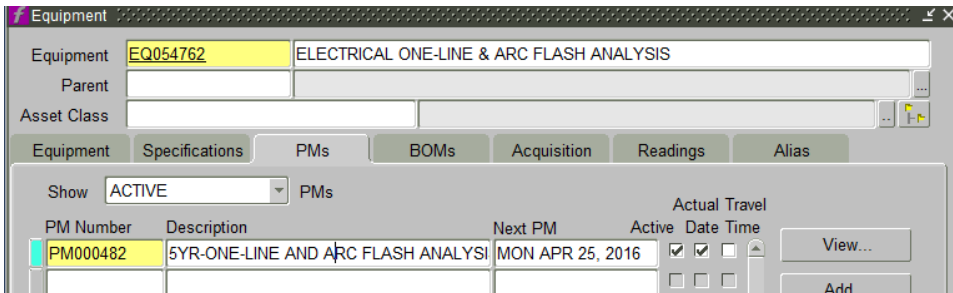 Equipment
Equipment EQ054762 ELECTRICAL ONE-LINE & ARC FLASH ANALYSIS
Parent ...
Asset Class ..
Equipment Specifications PMs BOMs Acquisition Readings Alias
Show ACTIVE PMs
Actual Travel
PM Number Description Next PM Active Date Time
PM000482 5YR-ONE-LINE AND ARC FLASH ANALYSI MON APR 25, 2016 View...
Add